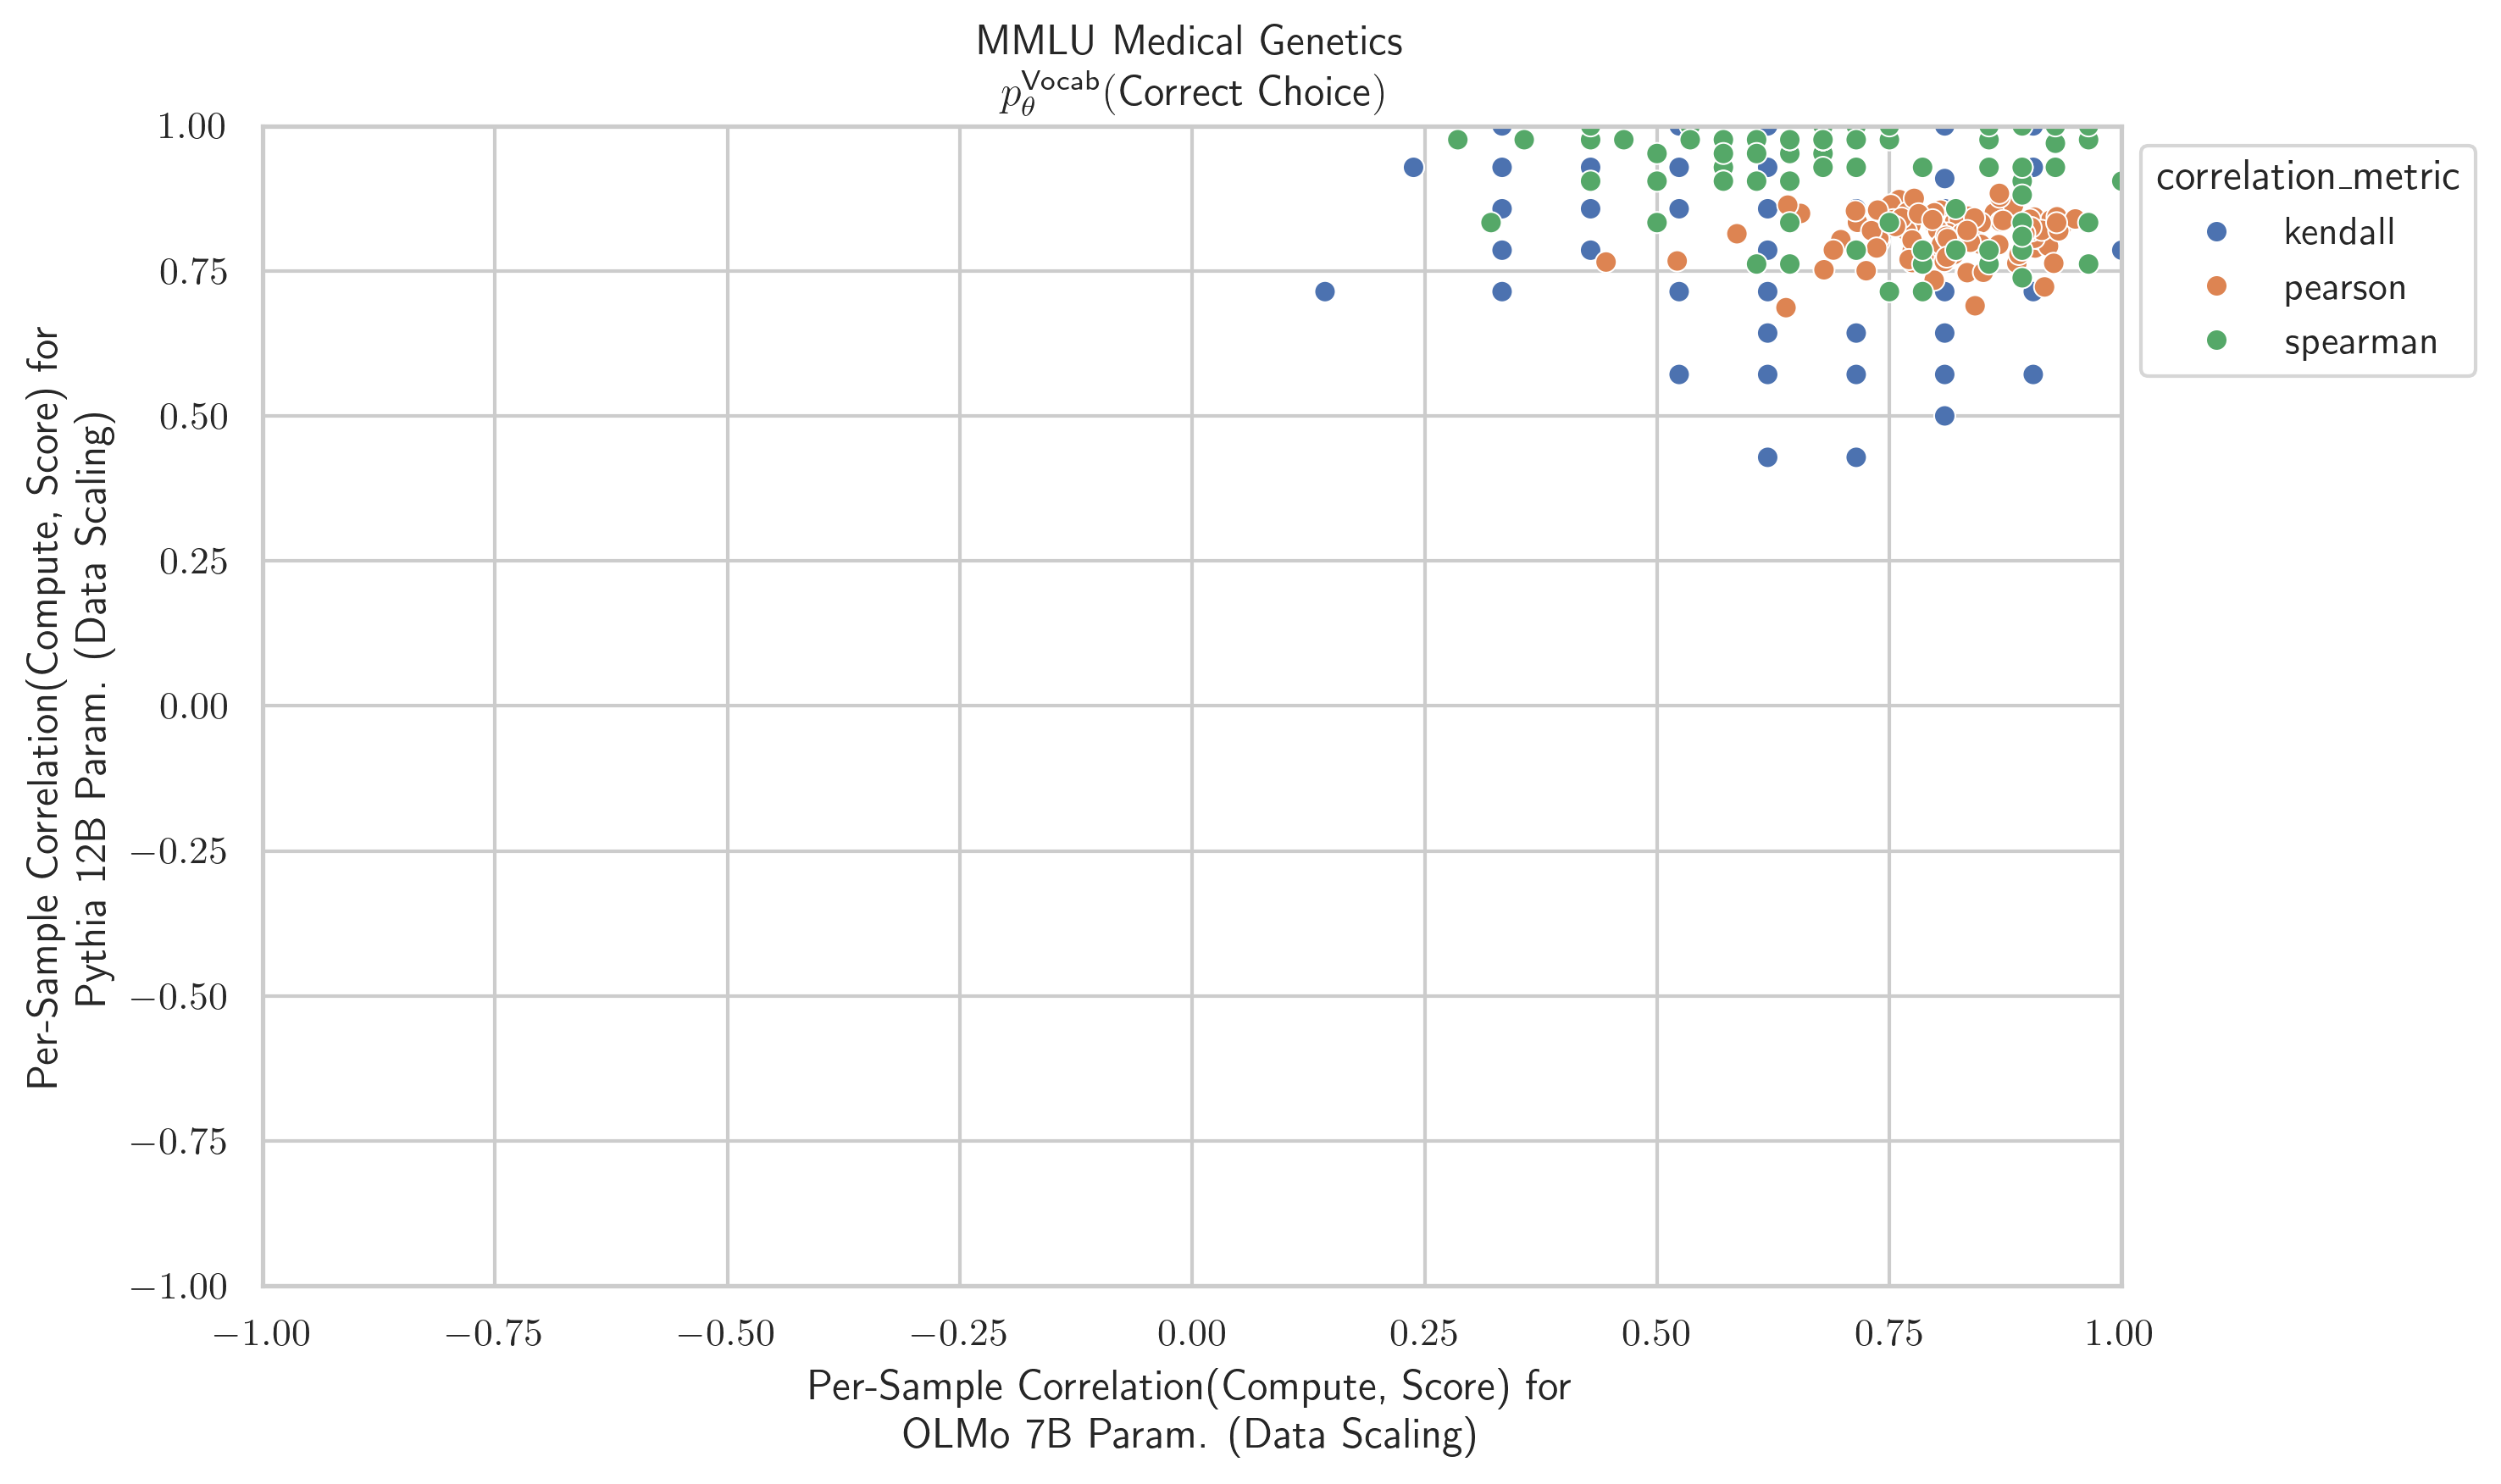 MMLU Medical Genetics
p_θ^Vocab(Correct Choice)
1.00
0.75
0.50
0.25
0.00
−0.25
−0.50
−0.75
−1.00
Per-Sample Correlation(Compute, Score) for
Pythia 12B Param. (Data Scaling)
−1.00 −0.75 −0.50 −0.25 0.00 0.25 0.50 0.75 1.00
Per-Sample Correlation(Compute, Score) for
OLMo 7B Param. (Data Scaling)
correlation_metric
kendall
pearson
spearman